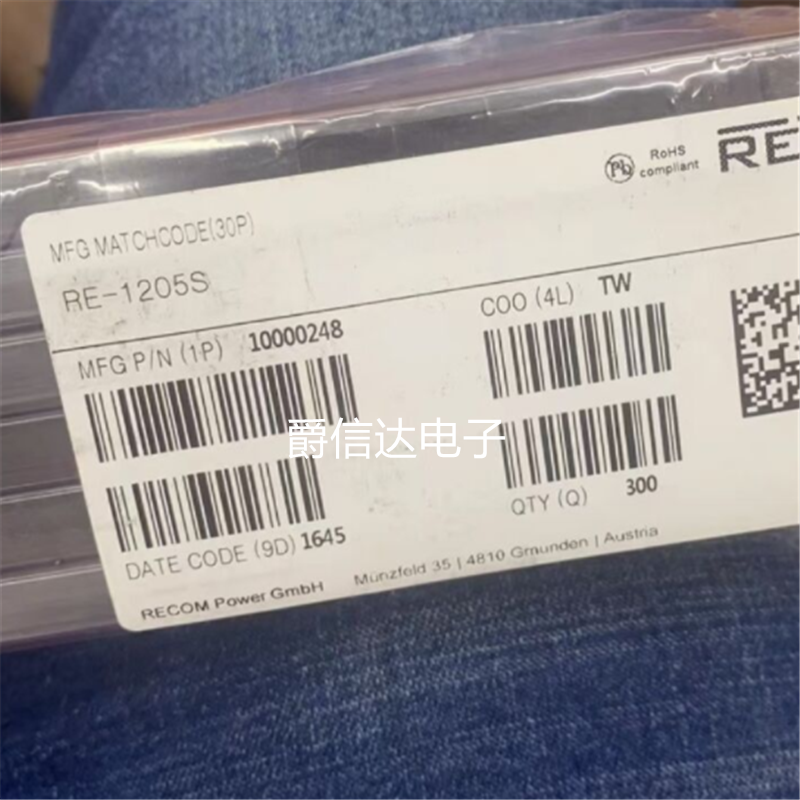 Pb RoHS compliant RE
MFG MATCHCODE(30P)
RE-1205S
MFG P/N (1P) 10000248
COO (4L) TW
爵信达电子
QTY (Q) 300
DATE CODE (9D) 1645
RECOM Power GmbH Münzfeld 35 | 4810 Gmunden | Austria